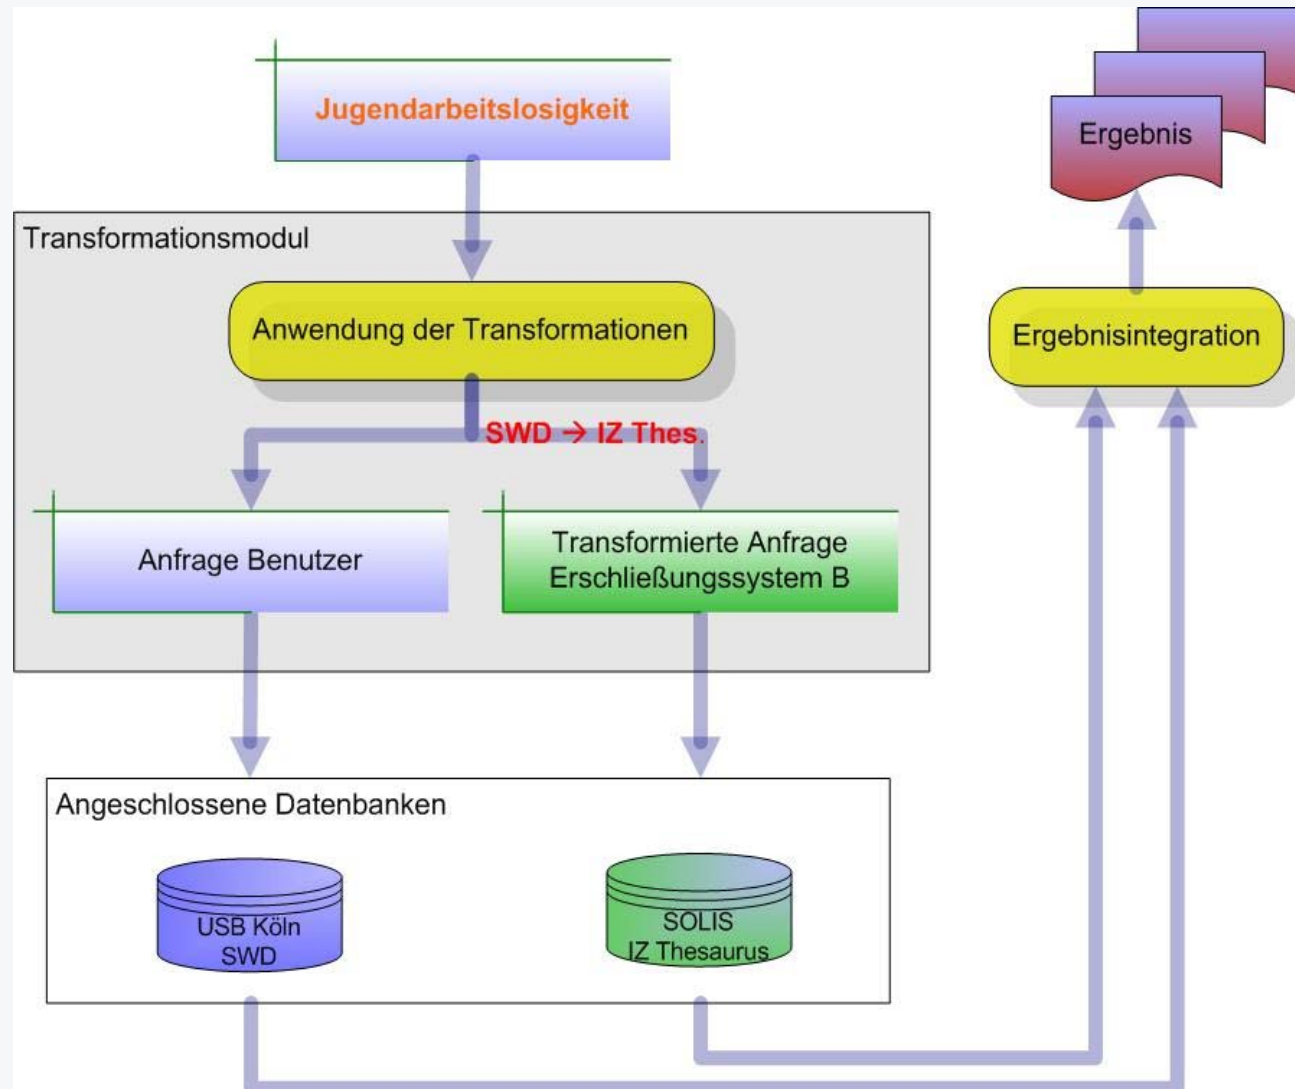 Jugendarbeitslosigkeit
Ergebnis
Transformationsmodul
Anwendung der Transformationen
Ergebnisintegration
SWD → IZ Thes.
Anfrage Benutzer
Transformierte Anfrage
Erschließungssystem B
Angeschlossene Datenbanken
USB Köln
SWD
SOLIS
IZ Thesaurus